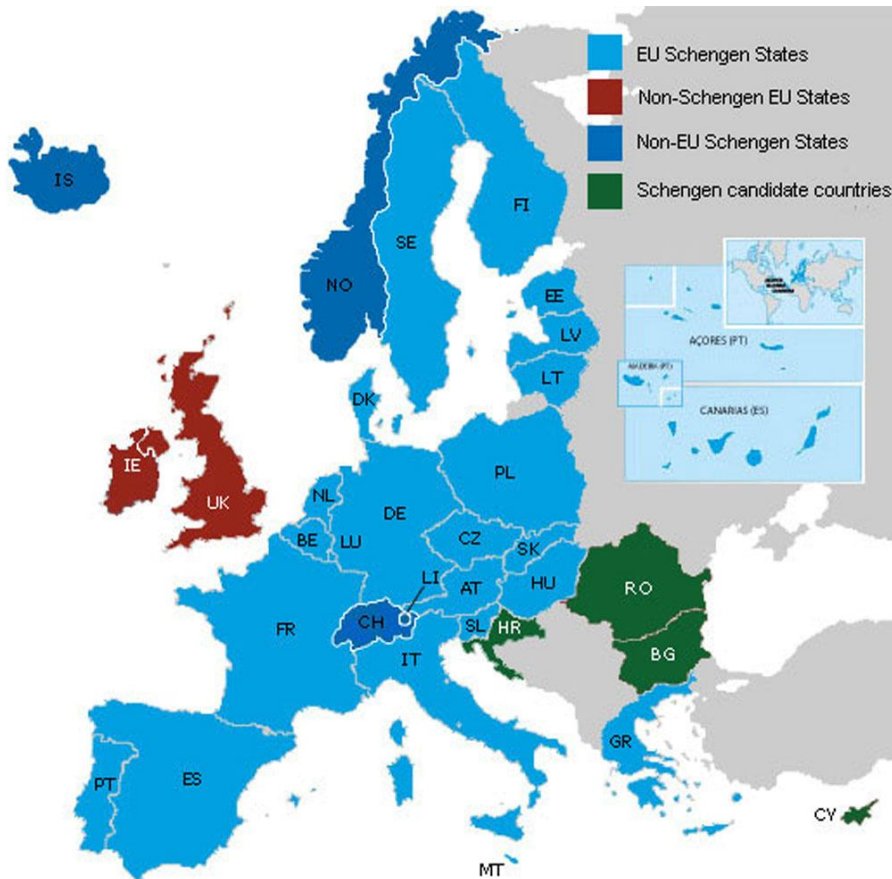 EU Schengen States
Non-Schengen EU States
Non-EU Schengen States
Schengen candidate countries
IS
FI
SE
NO
EE
LV
LT
DK
AÇORES (PT)
MADEIRA (PT)
CANARIAS (ES)
IE
UK
PL
NL
DE
BE
LU
CZ
SK
LI
AT
HU
RO
FR
CH
SL
HR
IT
BG
GR
PT
ES
CY
MT